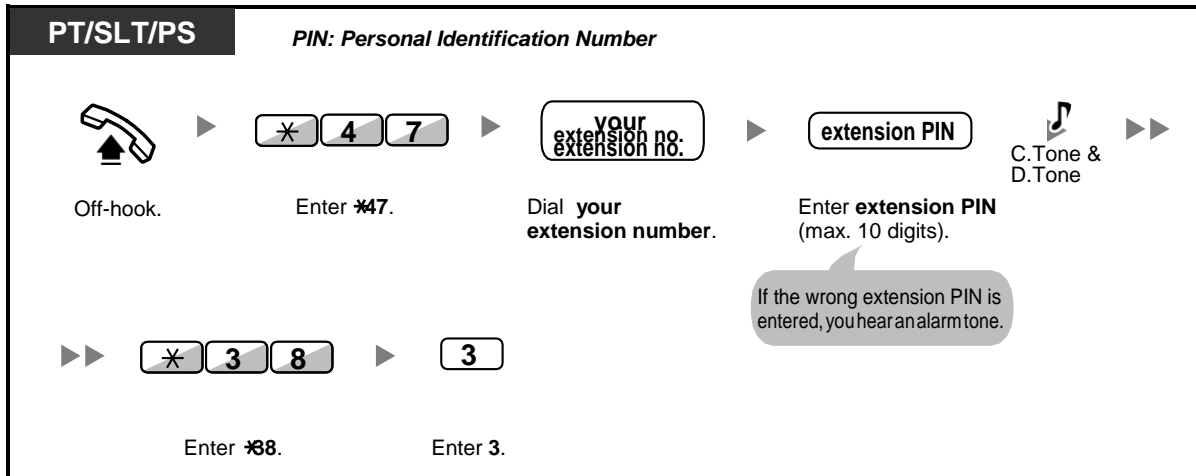 PT/SLT/PS
PIN: Personal Identification Number
* 4 7
your
extension no.
extension no.
extension PIN
C.Tone &
D.Tone
Off-hook.
Enter *47.
Dial your
extension number.
Enter extension PIN
(max. 10 digits).
If the wrong extension PIN is
entered, you hear an alarm tone.
* 3 8
3
Enter *38.
Enter 3.